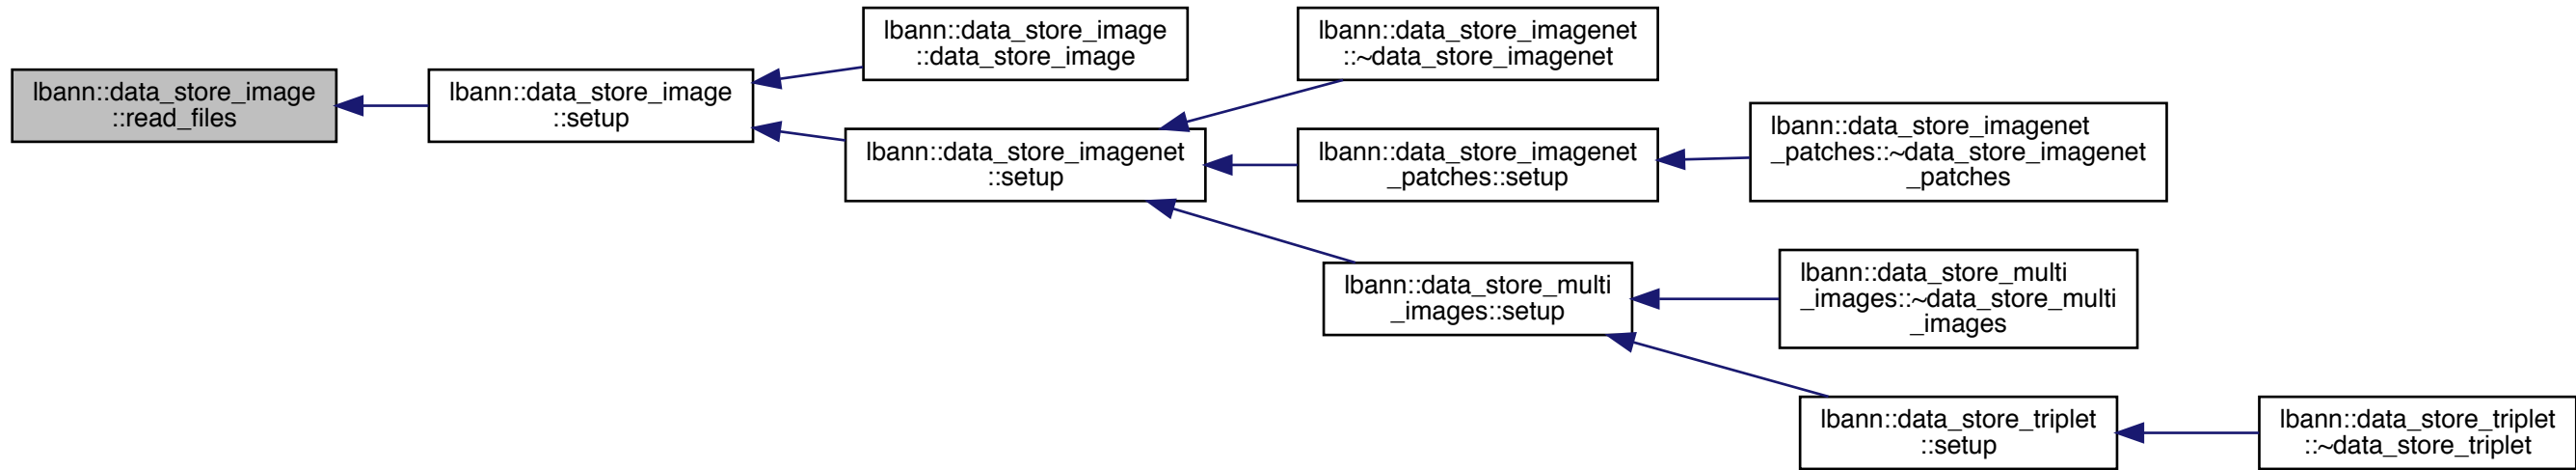 lbann::data_store_image
::read_files
lbann::data_store_image
::setup
lbann::data_store_image
::data_store_image
lbann::data_store_imagenet
::setup
lbann::data_store_imagenet
::~data_store_imagenet
lbann::data_store_imagenet
_patches::setup
lbann::data_store_imagenet
_patches::~data_store_imagenet
_patches
lbann::data_store_multi
_images::setup
lbann::data_store_multi
_images::~data_store_multi
_images
lbann::data_store_triplet
::setup
lbann::data_store_triplet
::~data_store_triplet